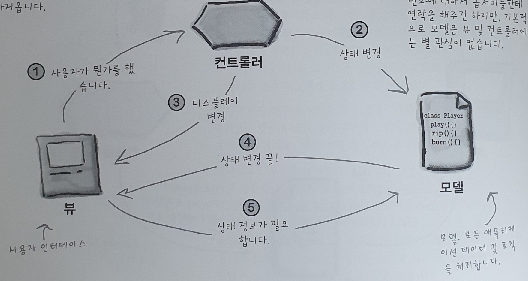 겨옵니다.
연락을 해주긴 하지만, 기본적
으로 모델은 뷰 및 컨트롤러에
는 별 관심이 없습니다.
① 사용자가 뭔가를 했
습니다.
컨트롤러
②
상태 변경
③ 디스플레이
변경
④
상태 변경 끝!
class Player
play(){}
rip(){}
burn(){}
뷰
모델
⑤
상태 정보가 필요
합니다.
사용자 인터페이스
모델. 모든 애플리케
이션 데이터 및 로직
을 처리합니다.